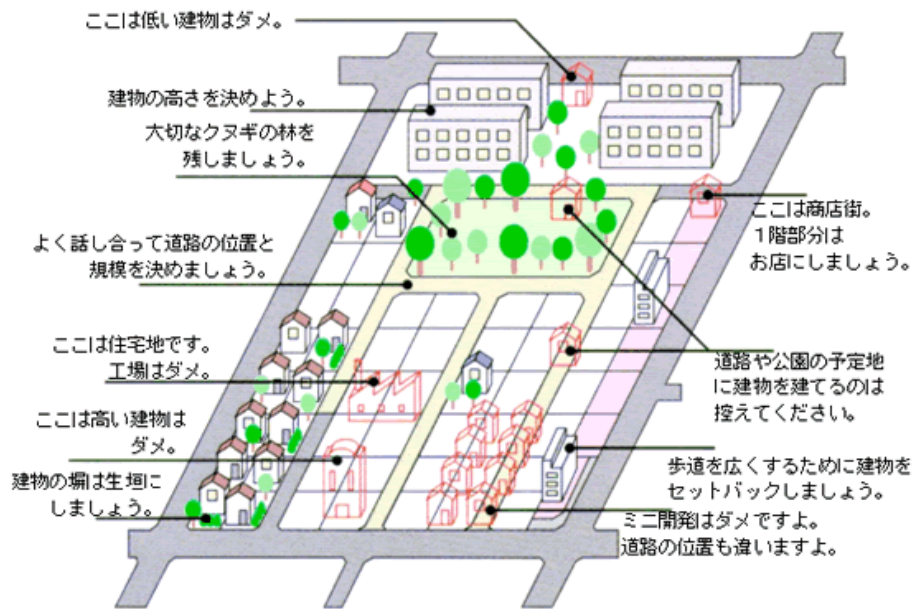 ここは低い建物はダメ。
建物の高さを決めよう。
大切なクヌギの林を
残しましょう。
よく話し合って道路の位置と
規模を決めましょう。
ここは住宅地です。
工場はダメ。
ここは高い建物は
ダメ。
建物の塀は生垣に
しましょう。
ここは商店街。
1階部分は
お店にしましょう。
道路や公園の予定地
に建物を建てるのは
控えてください。
歩道を広くするために建物を
セットバックしましょう。
ミニ開発はダメですよ。
道路の位置も違いますよ。